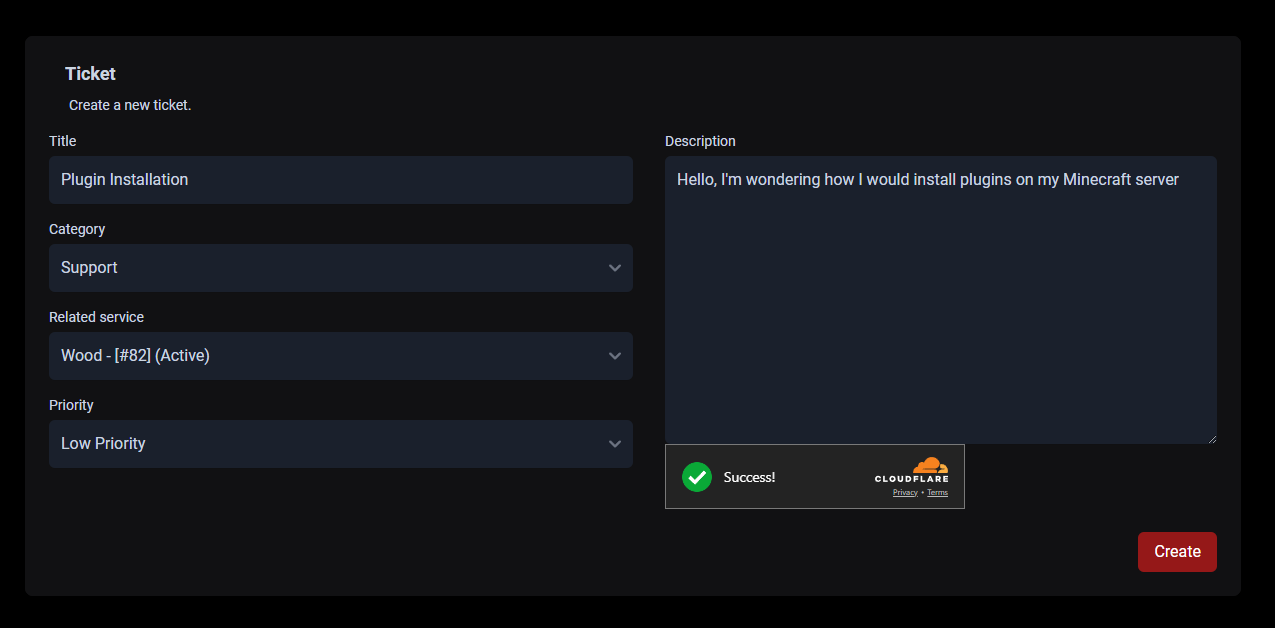 Ticket
Create a new ticket.
Title
Plugin Installation
Category
Support
Related service
Wood - [#82] (Active)
Priority
Low Priority
Description
Hello, I'm wondering how I would install plugins on my Minecraft server
Success!
CLOUDFLARE
Privacy • Terms
Create